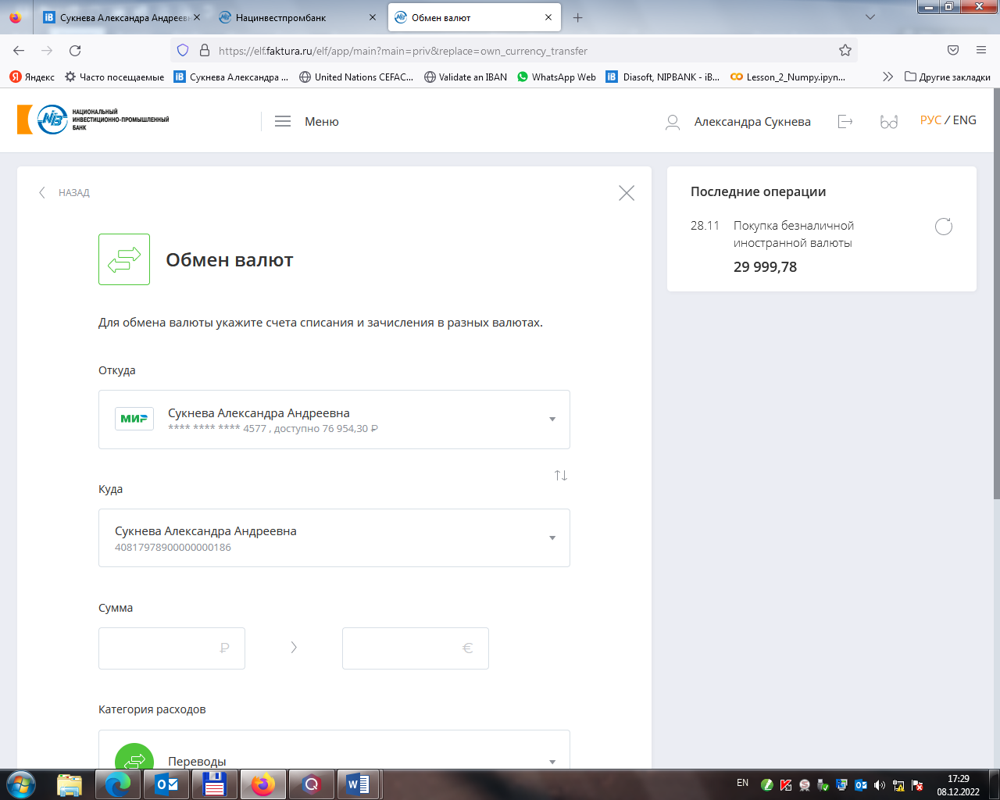 Сукнева Александра Андреевн
Нацинвестпромбанк
Обмен валют
https://elf.faktura.ru/elf/app/main?main=priv&replace=own_currency_transfer
Яндекс
Часто посещаемые
Сукнева Александра ...
United Nations CEFAC...
Validate an IBAN
WhatsApp Web
Diasoft, NIPBANK - iB...
Lesson_2_Numpy.ipyn...
Другие закладки
НАЦИОНАЛЬНЫЙ
ИНВЕСТИЦИОННО-ПРОМЫШЛЕННЫЙ
БАНК
Меню
Александра Сукнева
РУС / ENG
НАЗАД
Обмен валют
Для обмена валюты укажите счета списания и зачисления в разных валютах.
Откуда
МИР
Сукнева Александра Андреевна
**** **** **** 4577 , доступно 76 954,30 ₽
Куда
Сукнева Александра Андреевна
40817978900000000186
Сумма
₽
€
Категория расходов
Переводы
Последние операции
28.11
Покупка безналичной
иностранной валюты
29 999,78
EN
17:29
08.12.2022